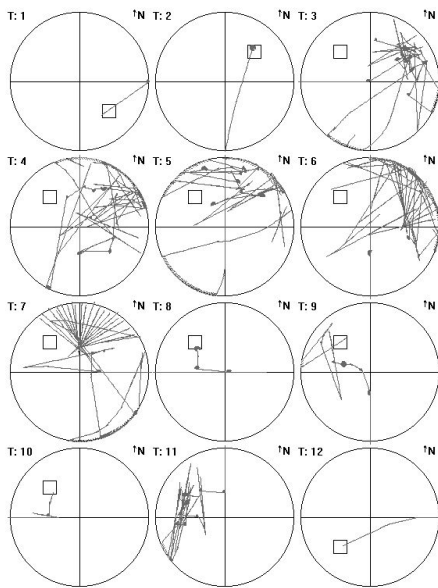 T: 1 ↑N T: 2 ↑N T: 3 ↑N
T: 4 ↑N T: 5 ↑N T: 6 ↑N
T: 7 ↑N T: 8 ↑N T: 9 ↑N
T: 10 ↑N T: 11 ↑N T: 12 ↑N